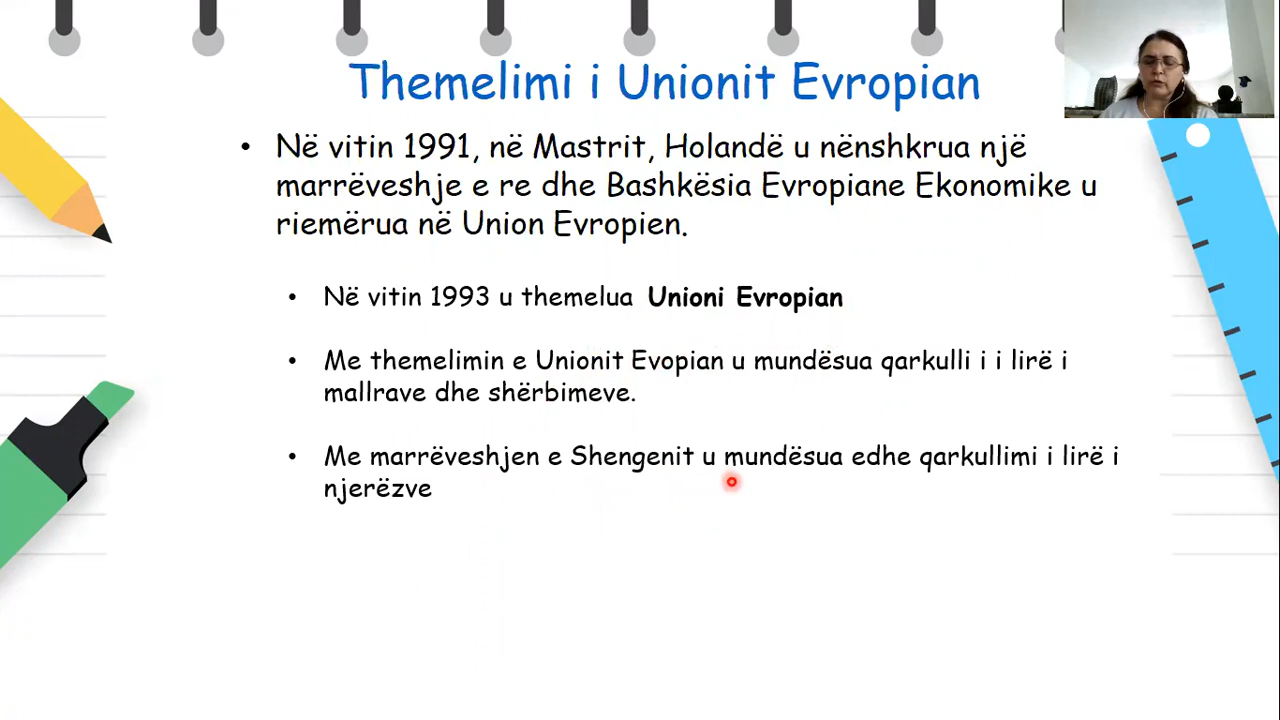 Themelimi i Unionit Evropian
• Në vitin 1991, në Mastrit, Holandë u nënshkrua një
marrëveshje e re dhe Bashkësia Evropiane Ekonomike u
riemërua në Union Evropien.
• Në vitin 1993 u themelua Unioni Evropian
• Me themelimin e Unionit Evopian u mundësua qarkulli i i lirë i
mallrave dhe shërbimeve.
• Me marrëveshjen e Shengenit u mundësua edhe qarkullimi i lirë i
njerëzve